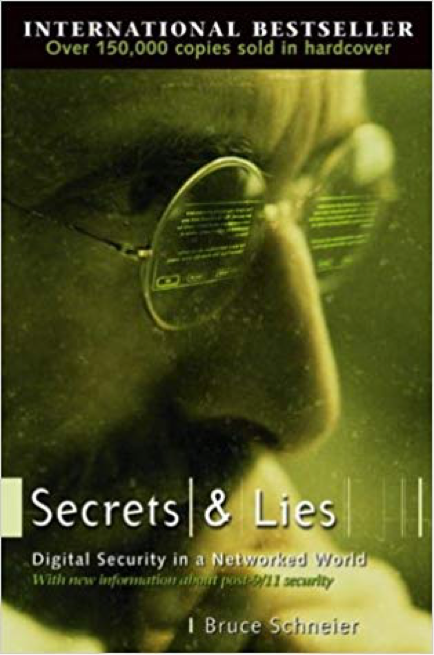 INTERNATIONAL BESTSELLER
Over 150,000 copies sold in hardcover
Secrets & Lies
Digital Security in a Networked World
With new information about post-9/11 security
Bruce Schneier